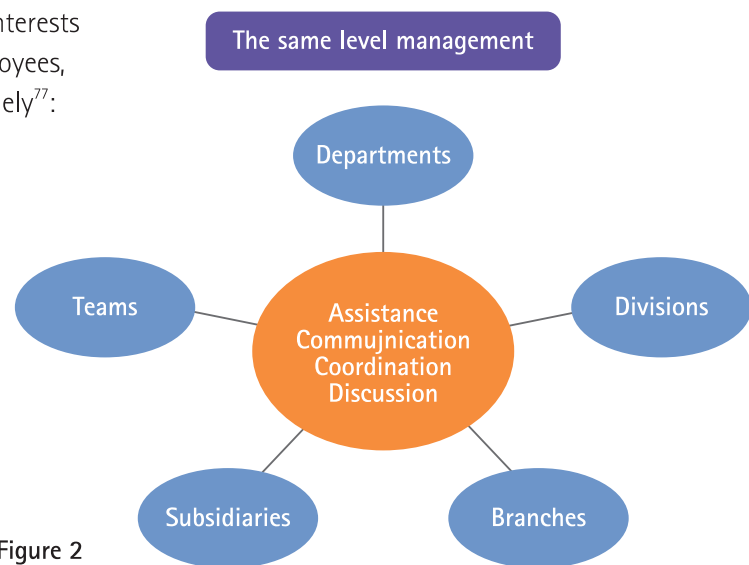 nterests
oyees,
ely77:
The same level management
Departments
Teams
Divisions
Assistance
Commujnication
Coordination
Discussion
Subsidiaries
Branches
Figure 2